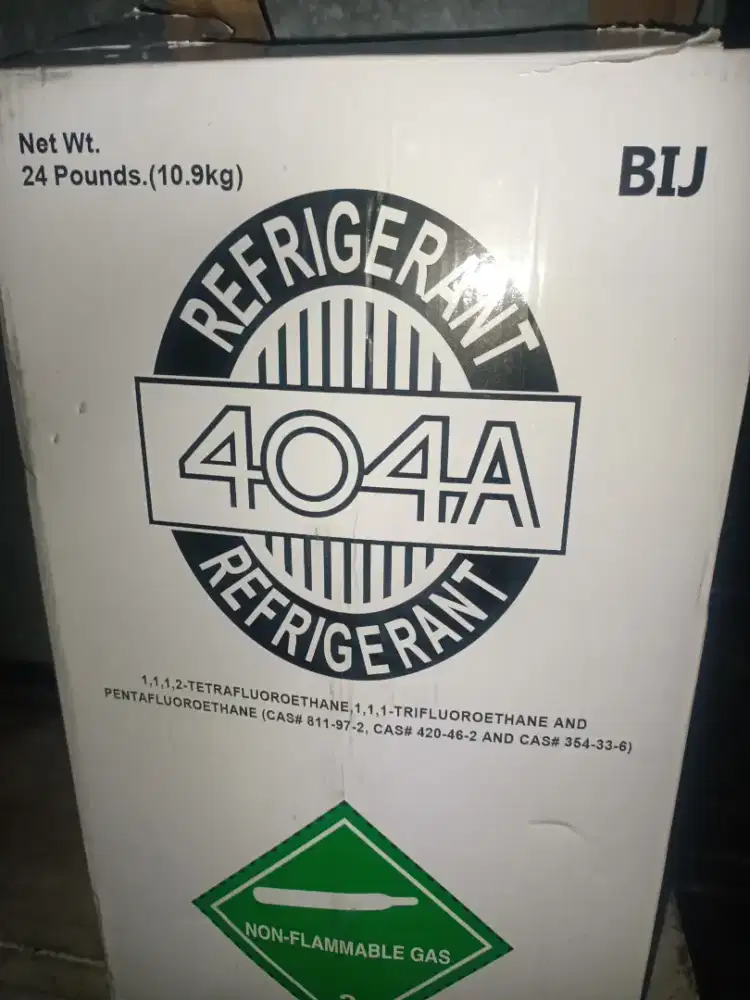 Net Wt.
24 Pounds.(10.9kg)
BIJ
REFRIGERANT
404A
REFRIGERANT
1,1,1,2-TETRAFLUOROETHANE,1,1,1-TRIFLUOROETHANE AND
PENTAFLUOROETHANE (CAS# 811-97-2, CAS# 420-46-2 AND CAS# 354-33-6)
NON-FLAMMABLE GAS